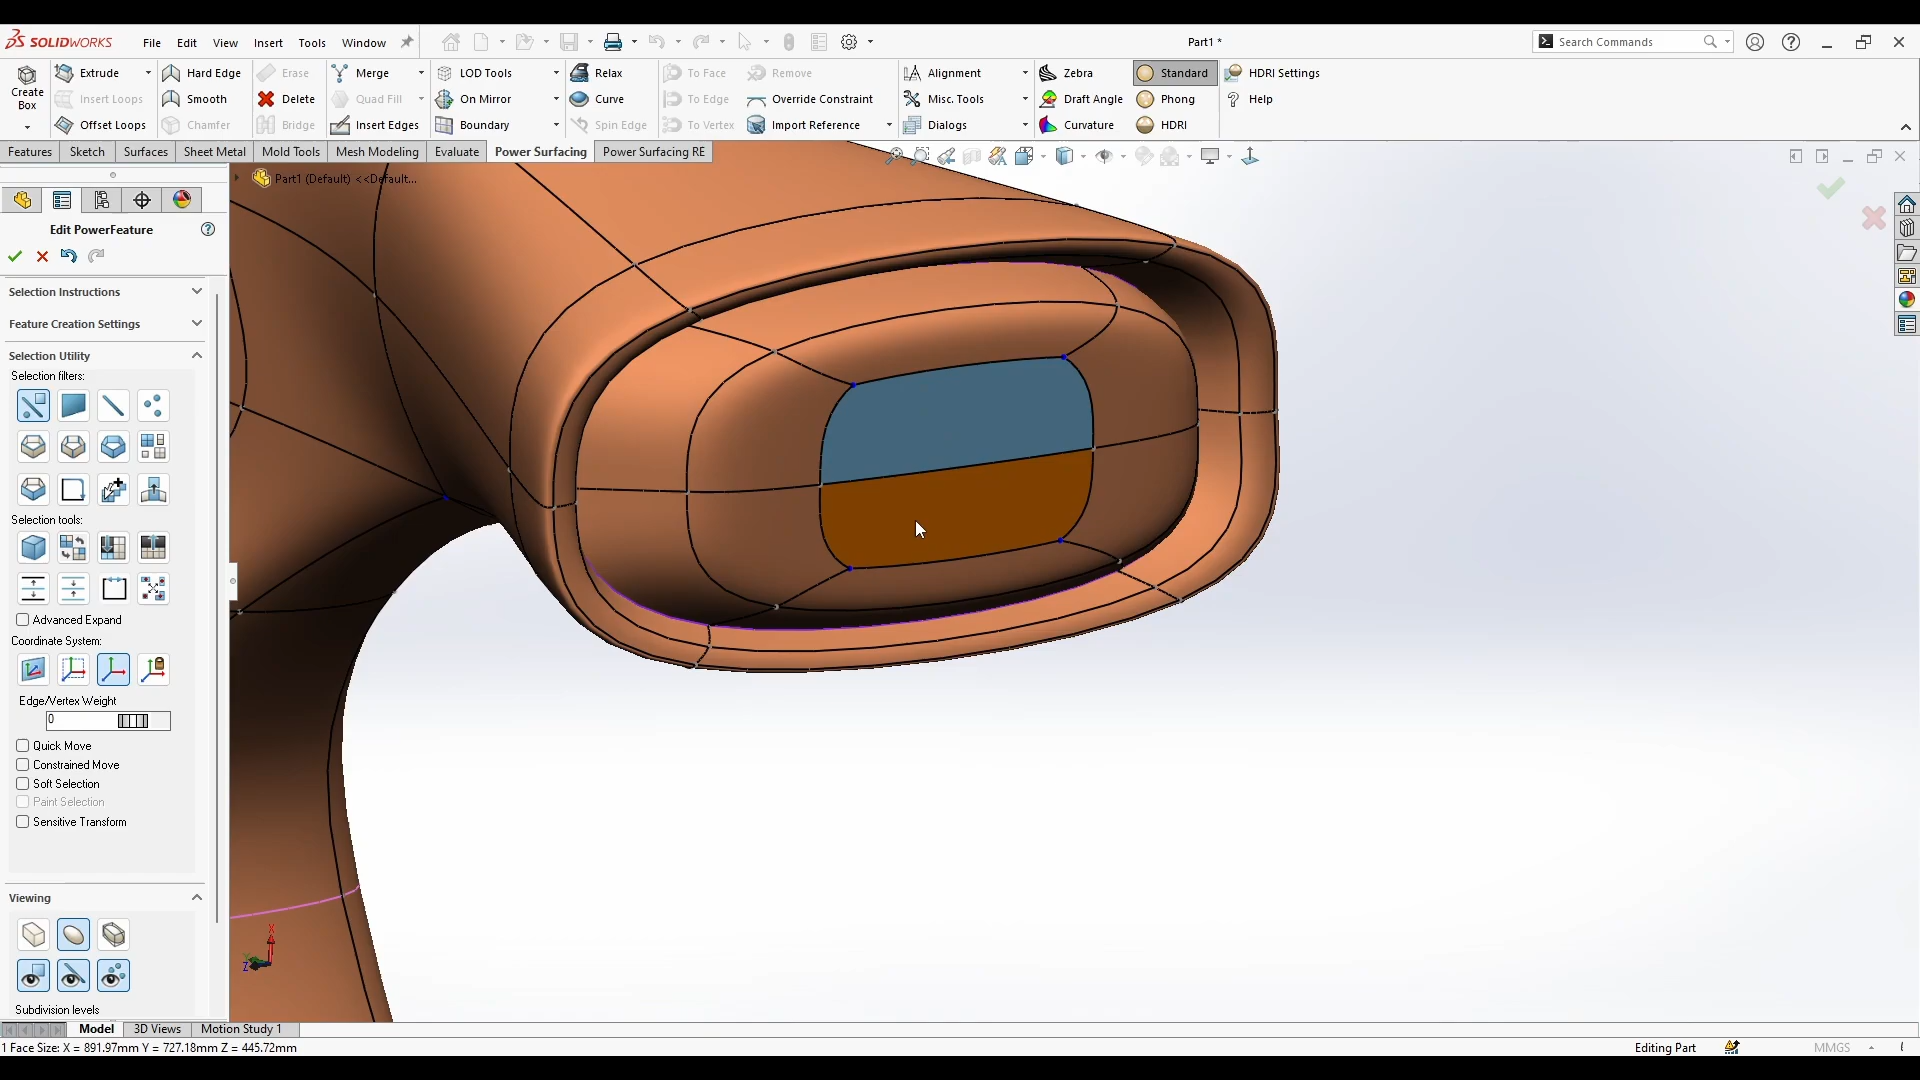 SOLIDWORKS File Edit View Insert Tools Window Part1 * Search Commands
Create Box
Extrude Hard Edge Erase Merge LOD Tools Relax To Face Remove Alignment Zebra Standard HDRI Settings
Insert Loops Smooth Delete Quad Fill On Mirror Curve To Edge Override Constraint Misc. Tools Draft Angle Phong Help
Offset Loops Chamfer Bridge Insert Edges Boundary Spin Edge To Vertex Import Reference Dialogs Curvature HDRI
Features Sketch Surfaces Sheet Metal Mold Tools Mesh Modeling Evaluate Power Surfacing Power Surfacing RE
Part1 (Default) <<Default...
Edit PowerFeature
Selection Instructions
Feature Creation Settings
Selection Utility
Selection filters:
Selection tools:
Advanced Expand
Coordinate System:
Edge/Vertex Weight
0
Quick Move
Constrained Move
Soft Selection
Paint Selection
Sensitive Transform
Viewing
X
Z
Subdivision levels
Model 3D Views Motion Study 1
1 Face Size: X = 891.97mm Y = 727.18mm Z = 445.72mm Editing Part MMGS